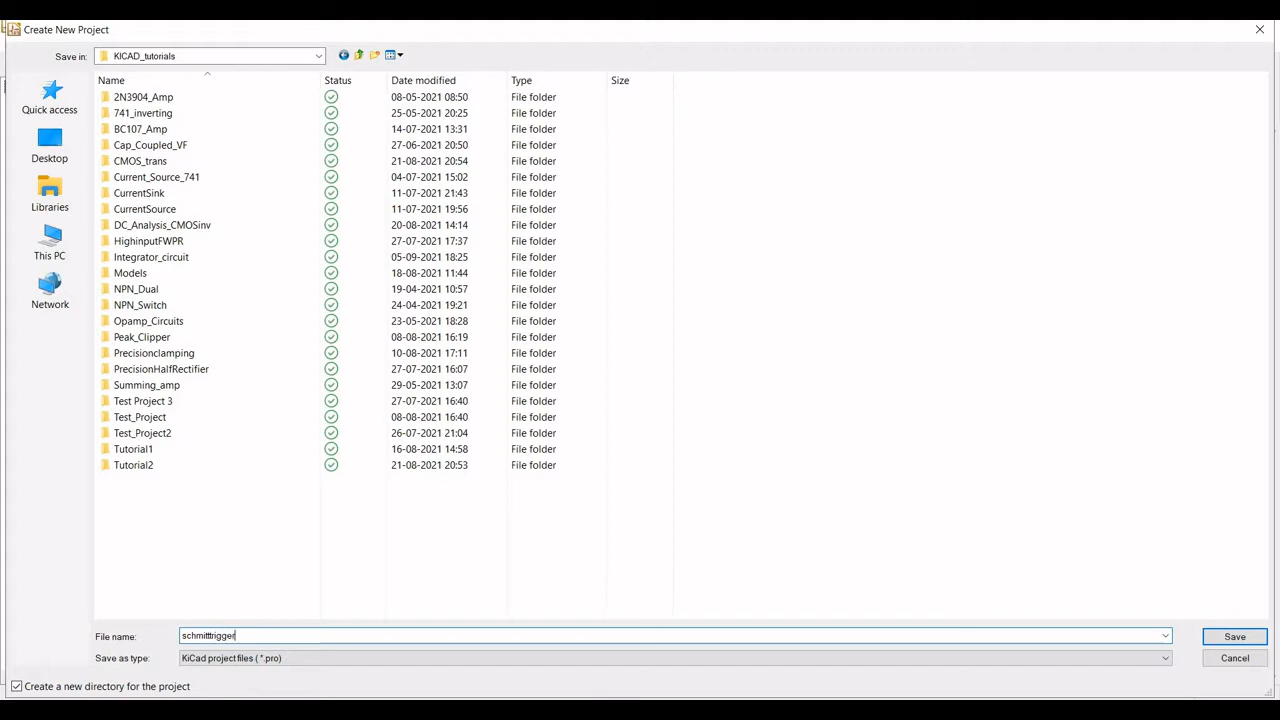 Create New Project
Save in: KICAD_tutorials
Name Status Date modified Type Size
Quick access
Desktop
Libraries
This PC
Network
2N3904_Amp 08-05-2021 08:50 File folder
741_inverting 25-05-2021 20:25 File folder
BC107_Amp 14-07-2021 13:31 File folder
Cap_Coupled_VF 27-06-2021 20:50 File folder
CMOS_trans 21-08-2021 20:54 File folder
Current_Source_741 04-07-2021 15:02 File folder
CurrentSink 11-07-2021 21:43 File folder
CurrentSource 11-07-2021 19:56 File folder
DC_Analysis_CMOSinv 20-08-2021 14:14 File folder
HighinputFWPR 27-07-2021 17:37 File folder
Integrator_circuit 05-09-2021 18:25 File folder
Models 18-08-2021 11:44 File folder
NPN_Dual 19-04-2021 10:57 File folder
NPN_Switch 24-04-2021 19:21 File folder
Opamp_Circuits 23-05-2021 18:28 File folder
Peak_Clipper 08-08-2021 16:19 File folder
Precisionclamping 10-08-2021 17:11 File folder
PrecisionHalfRectifier 27-07-2021 16:07 File folder
Summing_amp 29-05-2021 13:07 File folder
Test Project 3 27-07-2021 16:40 File folder
Test_Project 08-08-2021 16:40 File folder
Test_Project2 26-07-2021 21:04 File folder
Tutorial1 16-08-2021 14:58 File folder
Tutorial2 21-08-2021 20:53 File folder
File name: schmitttrigger Save
Save as type: KiCad project files (*.pro) Cancel
Create a new directory for the project